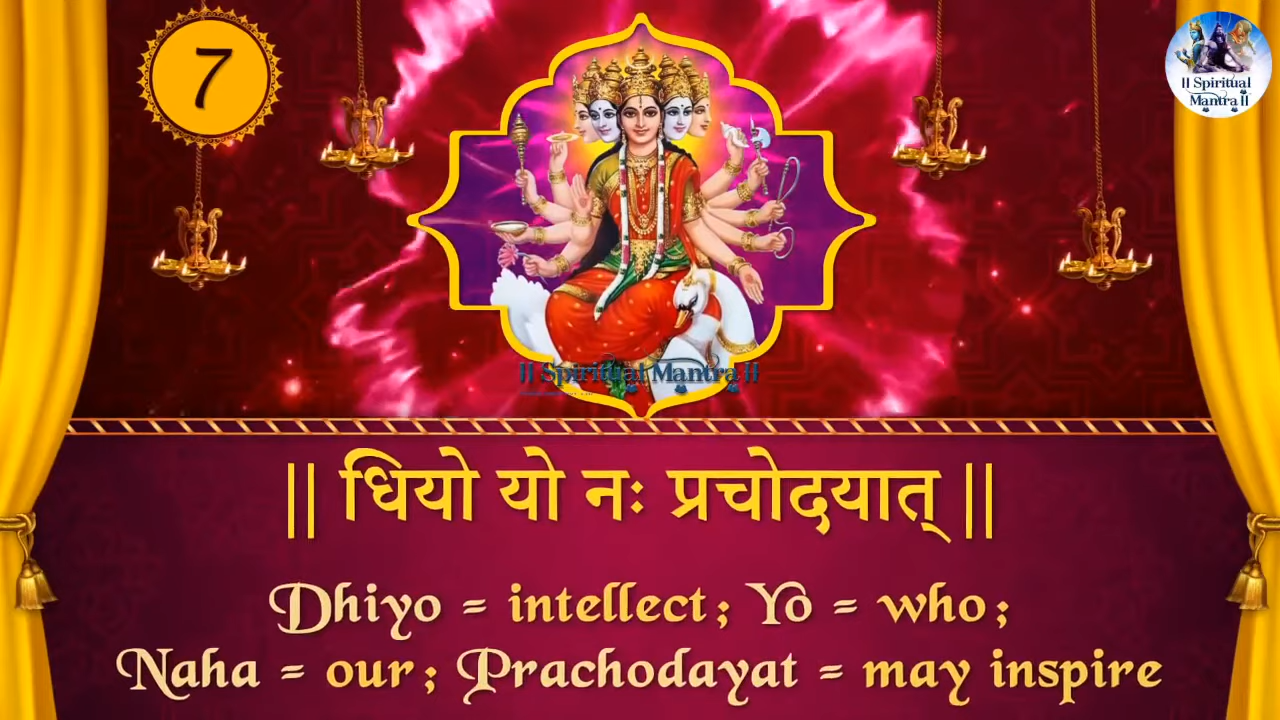 7
|| Spiritual
Mantra ||
|| Spiritual Mantra ||
|| धियो यो नः प्रचोदयात् ||
Dhiyo = intellect; Yo = who;
Naha = our; Prachodayat = may inspire